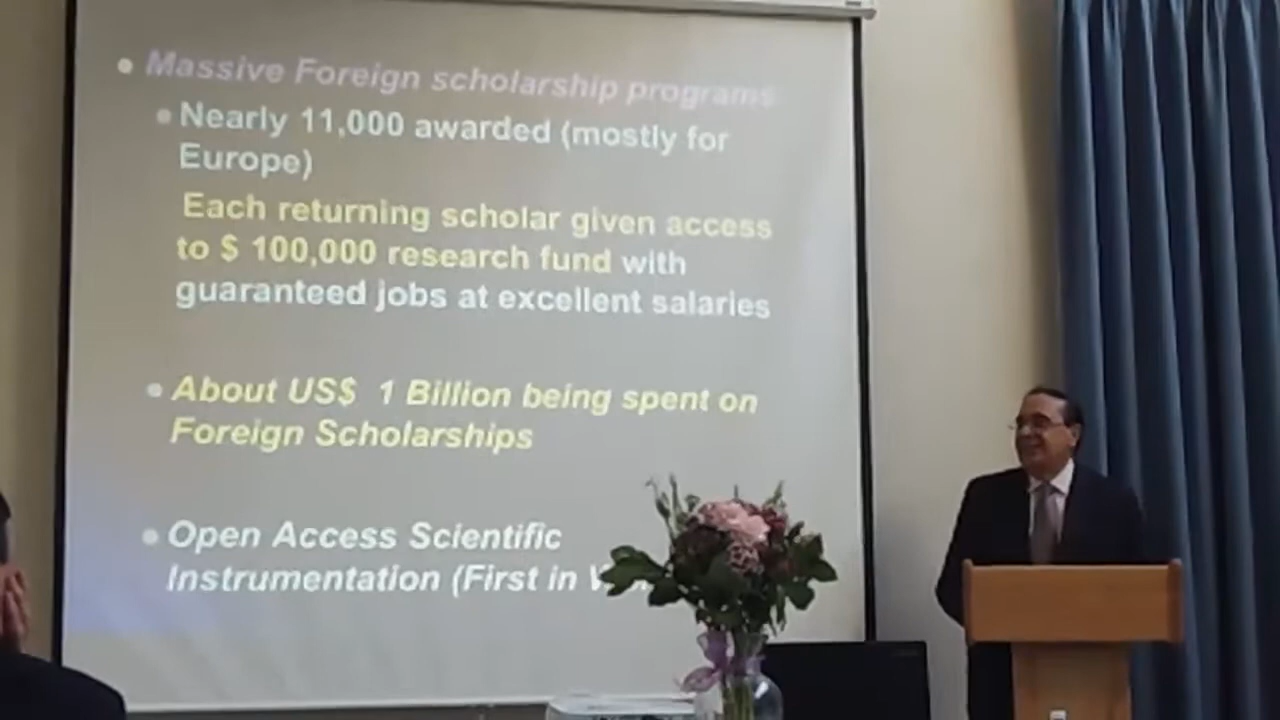 Massive Foreign scholarship programs
Nearly 11,000 awarded (mostly for
Europe)
Each returning scholar given access
to $ 100,000 research fund with
guaranteed jobs at excellent salaries
About US$ 1 Billion being spent on
Foreign Scholarships
Open Access Scientific
Instrumentation (First in